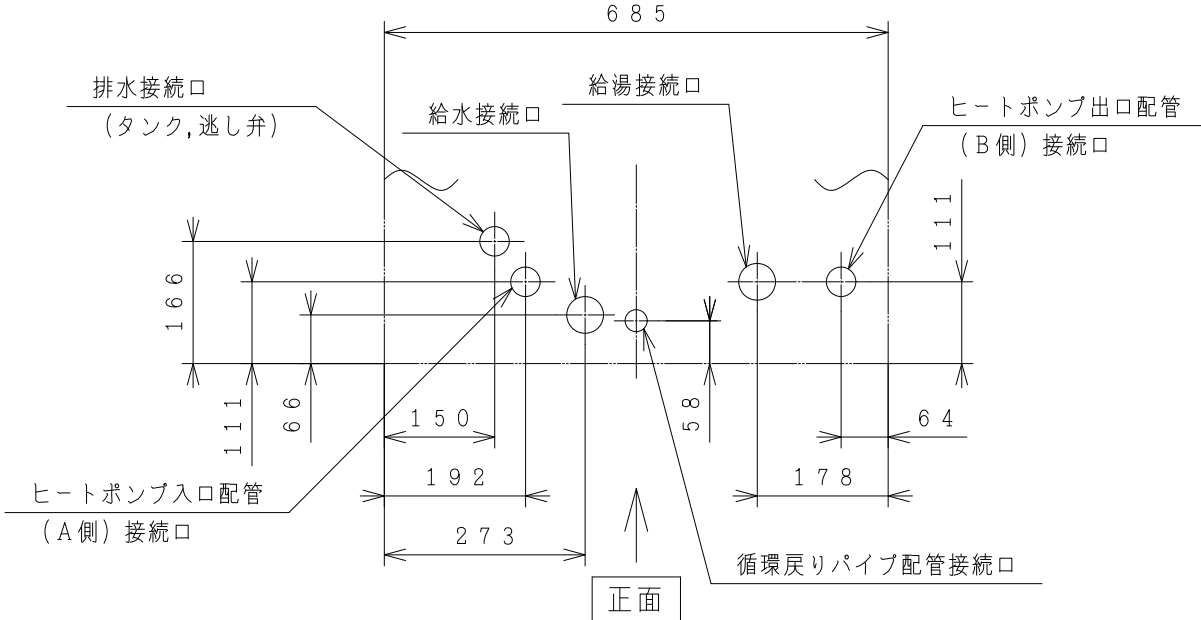 685
排水接続口
(タンク,逃し弁)
給水接続口
給湯接続口
ヒートポンプ出口配管
(B側) 接続口
166
111
66
111
58
150
64
192
178
273
ヒートポンプ入口配管
(A側) 接続口
循環戻りパイプ配管接続口
正面